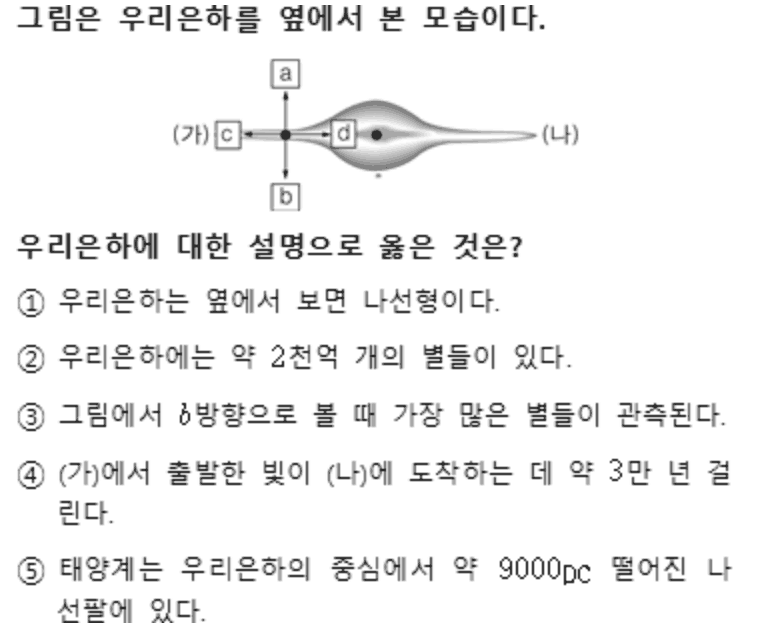 그림은 우리은하를 옆에서 본 모습이다.
a
(가) c d (나)
b
우리은하에 대한 설명으로 옳은 것은?
① 우리은하는 옆에서 보면 나선형이다.
② 우리은하에는 약 2천억 개의 별들이 있다.
③ 그림에서 b방향으로 볼 때 가장 많은 별들이 관측된다.
④ (가)에서 출발한 빛이 (나)에 도착하는 데 약 3만 년 걸
린다.
⑤ 태양계는 우리은하의 중심에서 약 9000pc 떨어진 나
선팔에 있다.